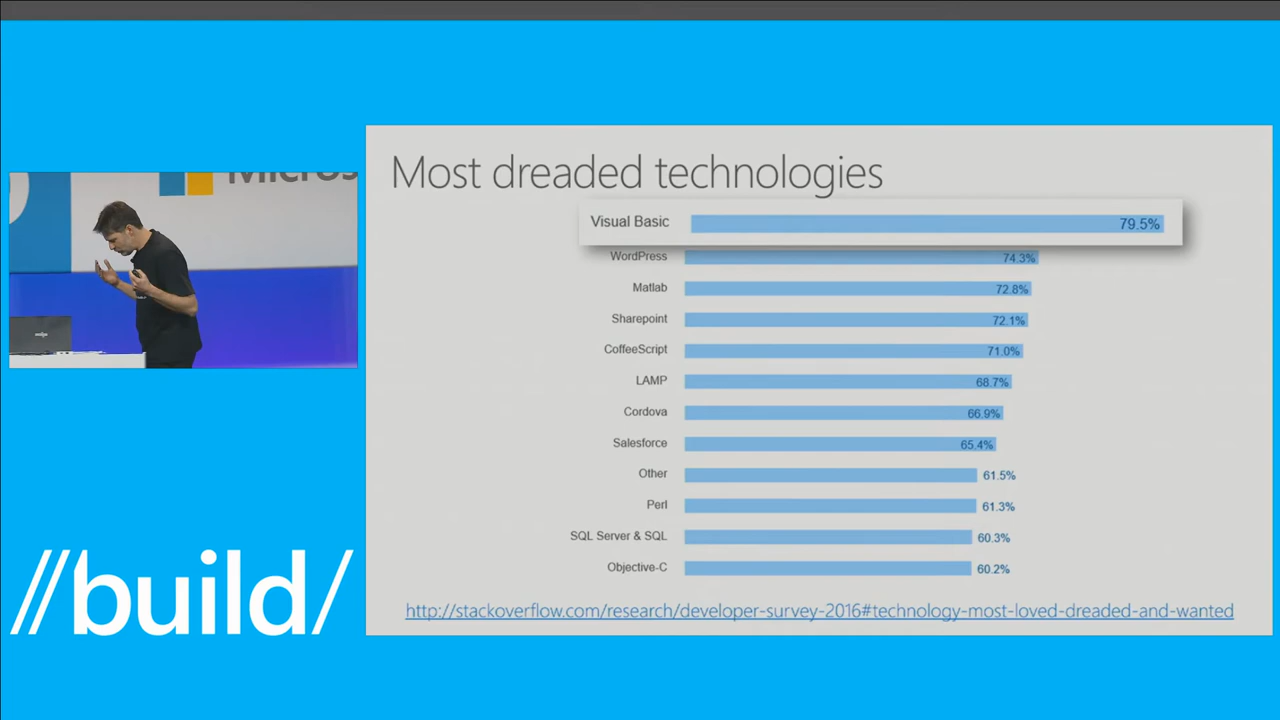 Micros
Most dreaded technologies
Visual Basic 79.5%
WordPress 74.3%
Matlab 72.8%
Sharepoint 72.1%
CoffeeScript 71.0%
LAMP 68.7%
Cordova 66.9%
Salesforce 65.4%
Other 61.5%
Perl 61.3%
SQL Server & SQL 60.3%
Objective-C 60.2%
http://stackoverflow.com/research/developer-survey-2016#technology-most-loved-dreaded-and-wanted
//build/